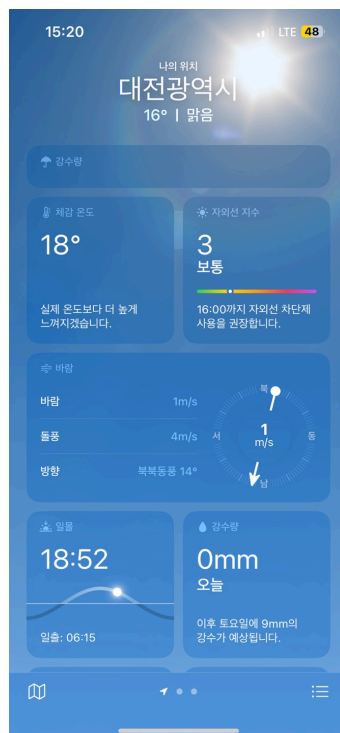 15:20
LTE 48
나의 위치
대전광역시
16° | 맑음
강수량
체감 온도
18°
실제 온도보다 더 높게
느껴지겠습니다.
자외선 지수
3
보통
16:00까지 자외선 차단제
사용을 권장합니다.
바람
바람 1m/s
돌풍 4m/s
방향 북북동풍 14°
북
서
1
m/s
동
남
일몰
18:52
일출: 06:15
강수량
0mm
오늘
이후 토요일에 9mm의
강수가 예상됩니다.